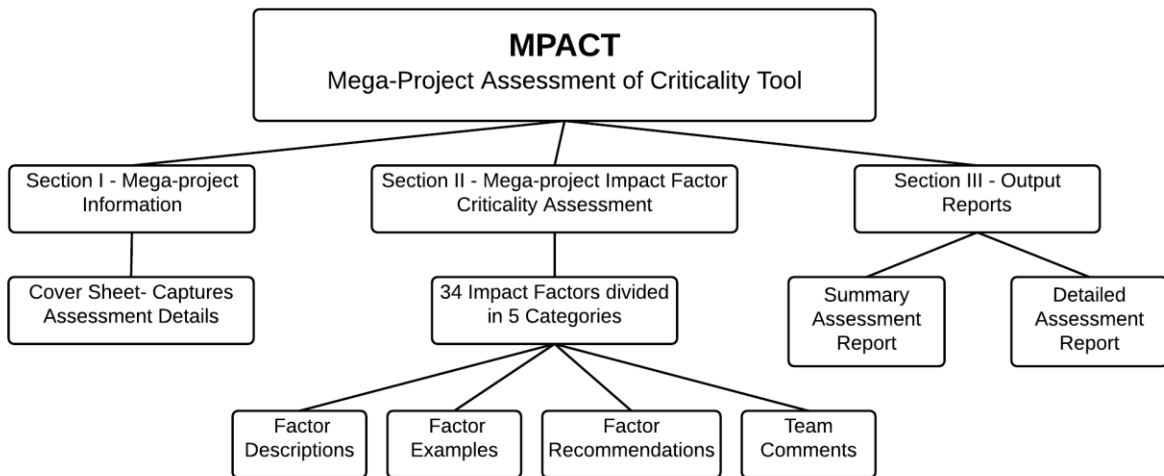 MPACT
Mega-Project Assessment of Criticality Tool
Section I - Mega-project
Information
Section II - Mega-project Impact Factor
Criticality Assessment
Section III - Output
Reports
Cover Sheet- Captures
Assessment Details
34 Impact Factors divided
in 5 Categories
Summary
Assessment
Report
Detailed
Assessment
Report
Factor
Descriptions
Factor
Examples
Factor
Recommendations
Team
Comments